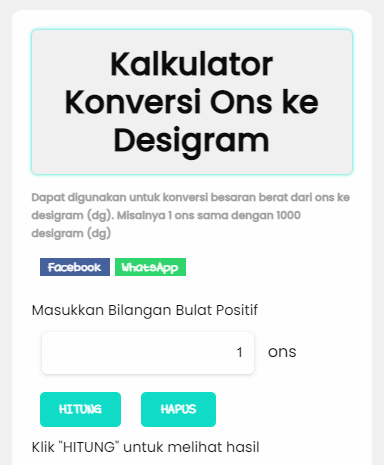 Kalkulator
Konversi Ons ke
Desigram
Dapat digunakan untuk konversi besaran berat dari ons ke
desigram (dg). Misalnya 1 ons sama dengan 1000
desigram (dg)
Facebook WhatsApp
Masukkan Bilangan Bulat Positif
1 ons
HITUNG HAPUS
Klik "HITUNG" untuk melihat hasil